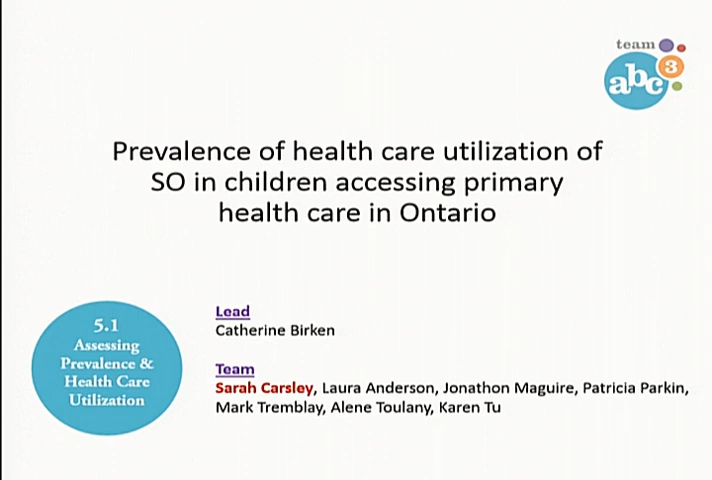 team
abc
3
Prevalence of health care utilization of
SO in children accessing primary
health care in Ontario
5.1
Assessing
Prevalence &
Health Care
Utilization
Lead
Catherine Birken
Team
Sarah Carsley, Laura Anderson, Jonathon Maguire, Patricia Parkin,
Mark Tremblay, Alene Toulany, Karen Tu